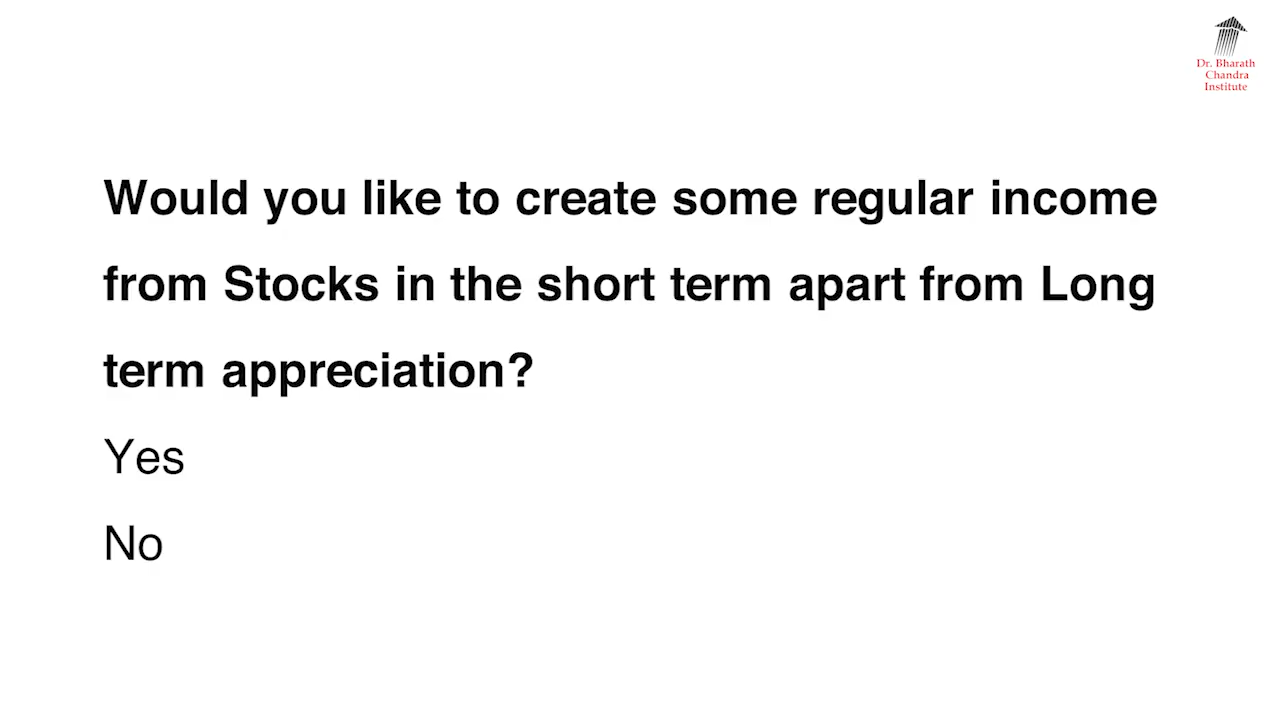 Dr. Bharath
Chandra
Institute
Would you like to create some regular income
from Stocks in the short term apart from Long
term appreciation?
Yes
No